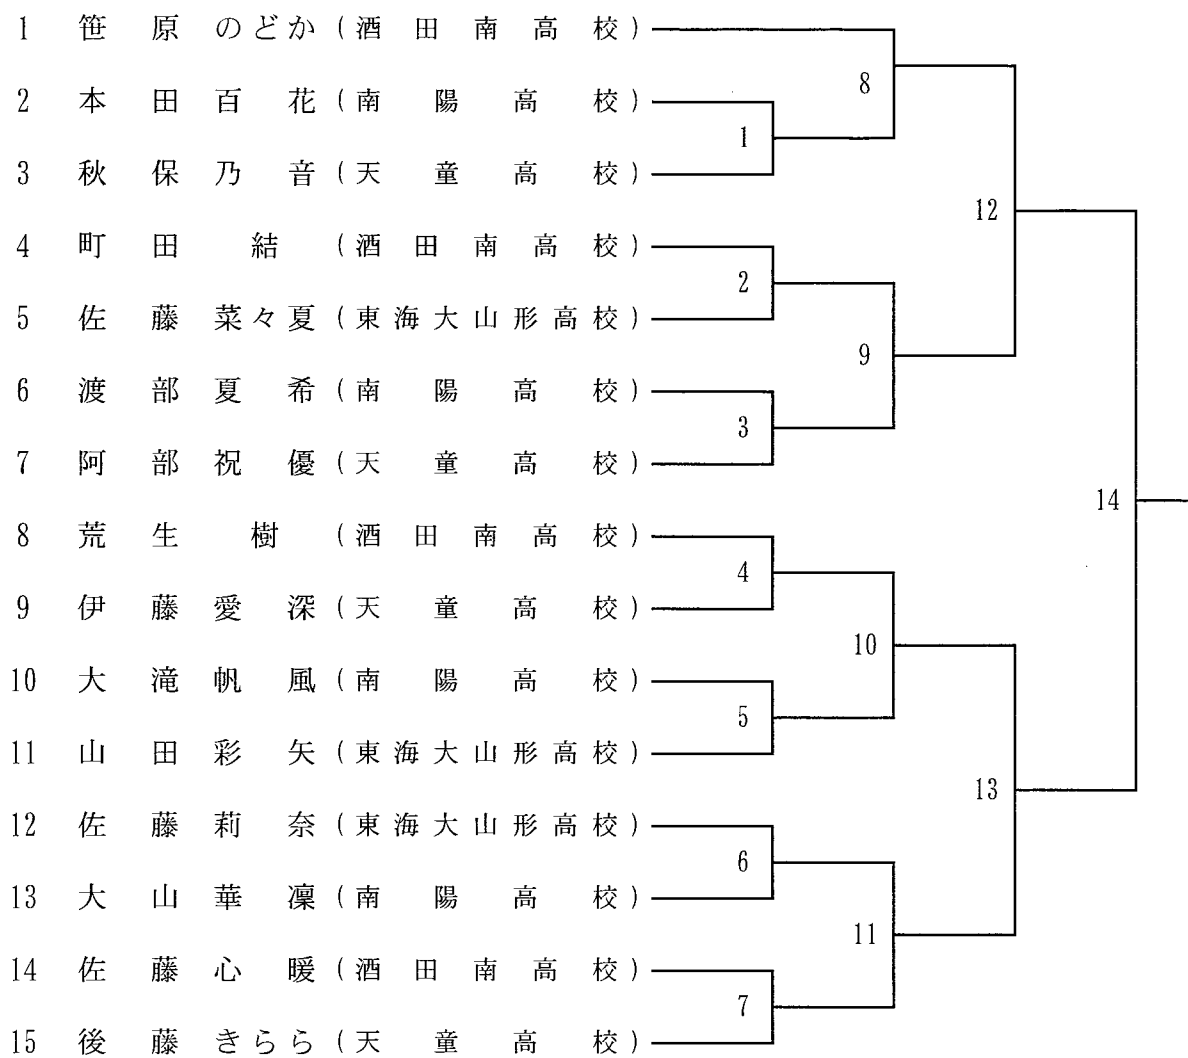 1 笹原のどか(酒田南高校)
8
2 本田百花(南陽高校)
1
3 秋保乃音(天童高校)
12
4 町田結(酒田南高校)
2
5 佐藤菜々夏(東海大山形高校)
9
6 渡部夏希(南陽高校)
3
7 阿部祝優(天童高校)
14
8 荒生樹(酒田南高校)
4
9 伊藤愛深(天童高校)
10
10 大滝帆風(南陽高校)
5
11 山田彩矢(東海大山形高校)
13
12 佐藤莉奈(東海大山形高校)
6
13 大山華凜(南陽高校)
11
14 佐藤心暖(酒田南高校)
7
15 後藤きらら(天童高校)